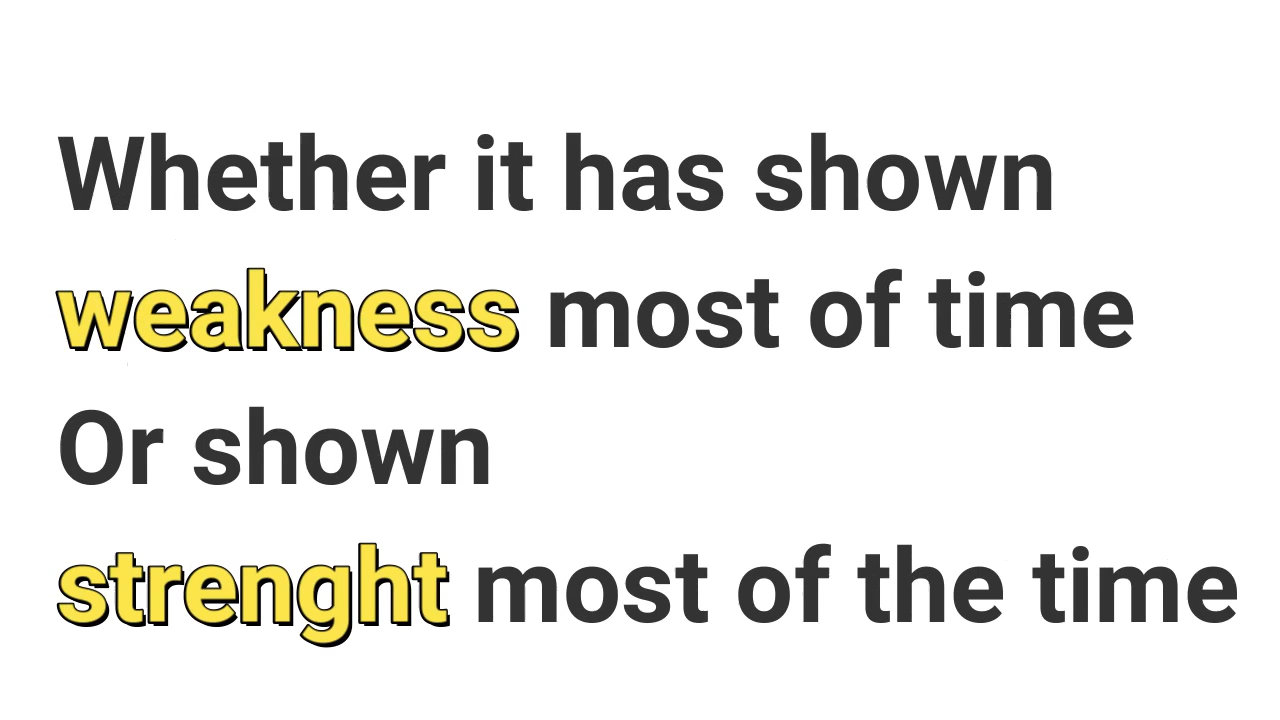 Whether it has shown
weakness most of time
Or shown
strenght most of the time